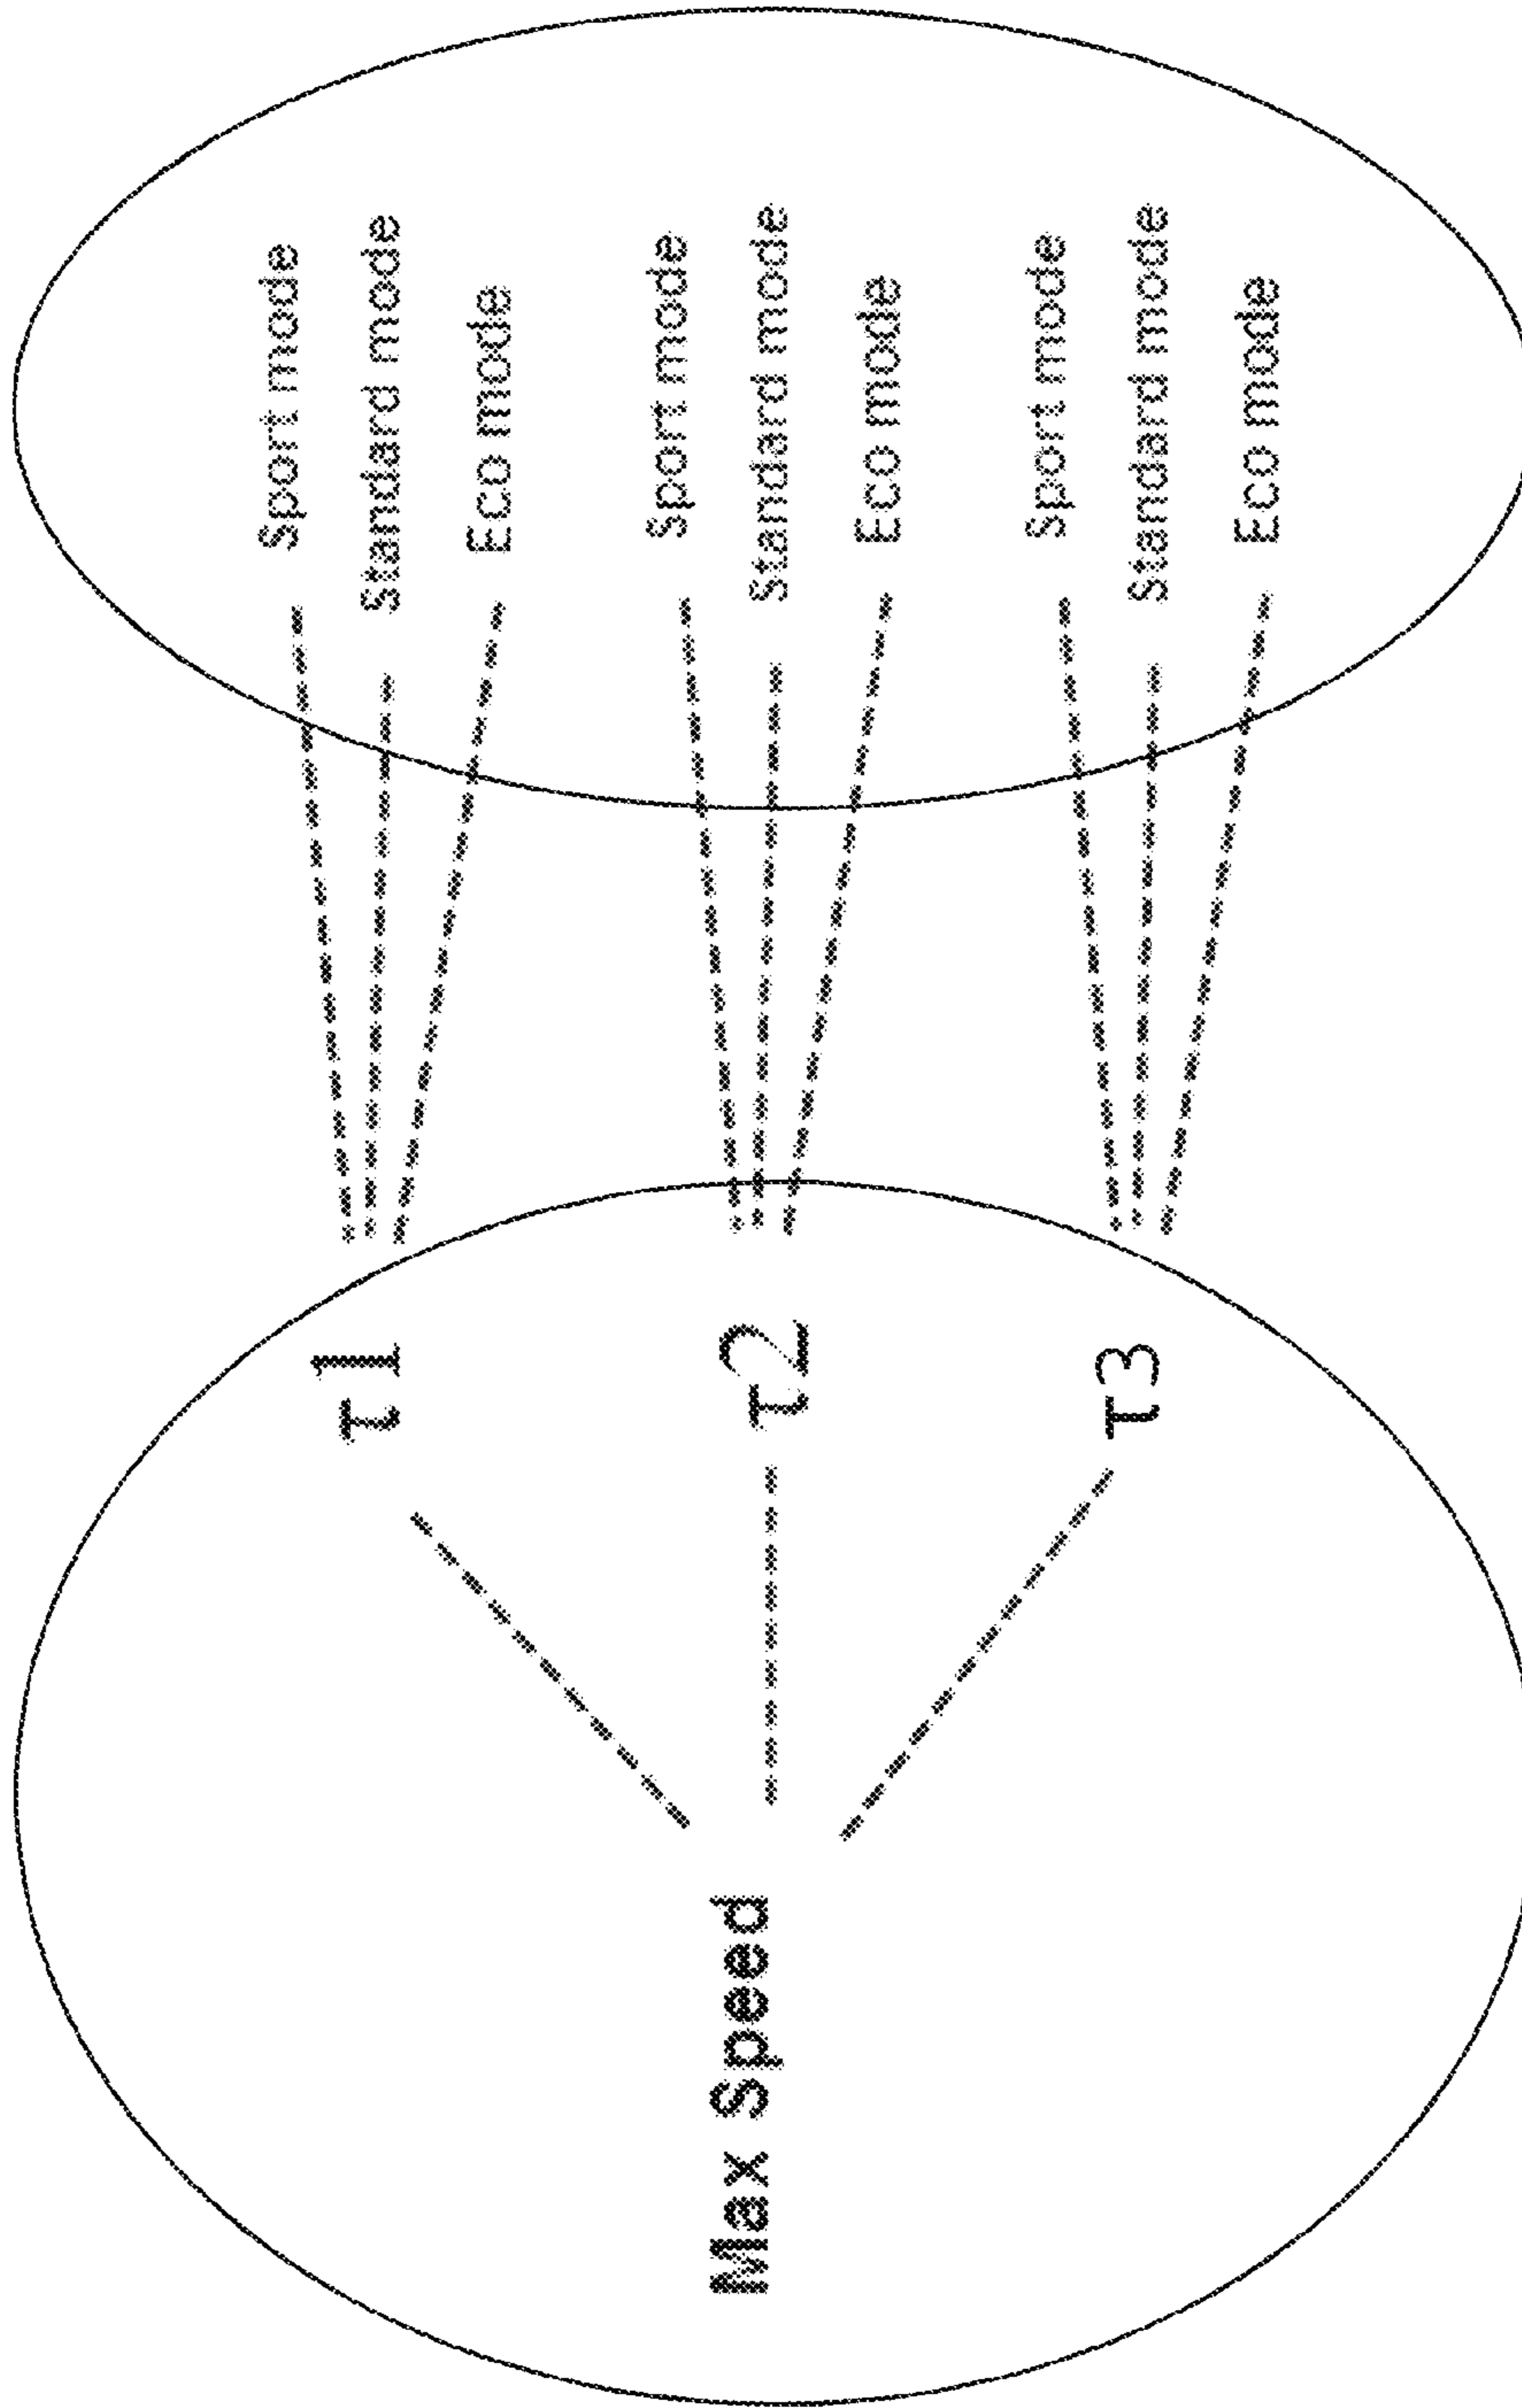 Max Speed
τ1
τ2
τ3
Sport mode
Standard mode
Eco mode
Sport mode
Standard mode
Eco mode
Sport mode
Standard mode
Eco mode